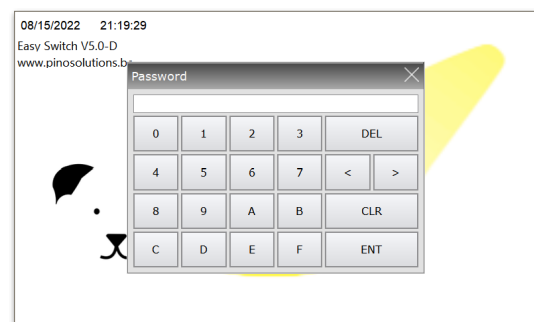 08/15/2022 21:19:29
Easy Switch V5.0-D
www.pinosolutions.b
Password
0 1 2 3 DEL
4 5 6 7 < >
8 9 A B CLR
C D E F ENT